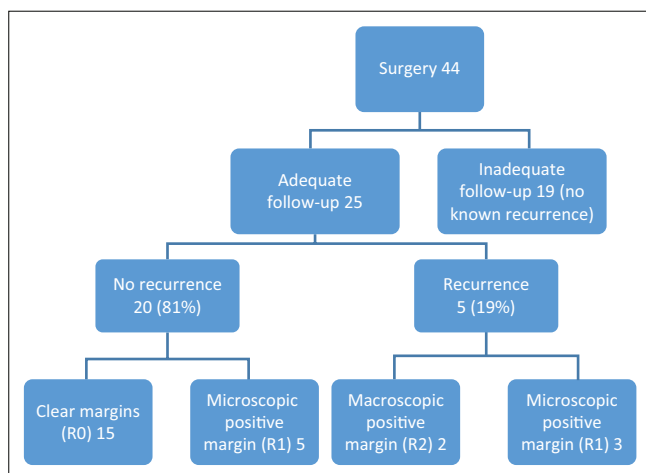 Surgery 44
Adequate
follow-up 25
Inadequate
follow-up 19 (no
known recurrence)
No recurrence
20 (81%)
Recurrence
5 (19%)
Clear margins
(R0) 15
Microscopic
positive
margin (R1) 5
Macroscopic
positive
margin (R2) 2
Microscopic
positive
margin (R1) 3